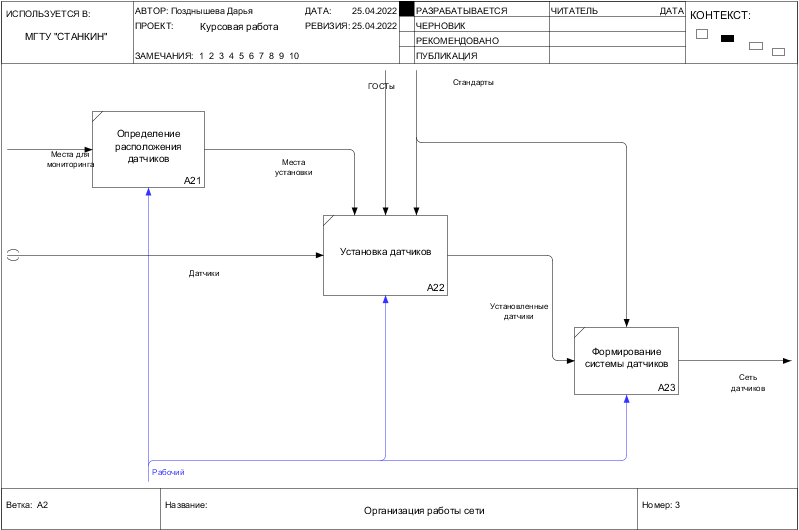 ИСПОЛЬЗУЕТСЯ В:
МГТУ "СТАНКИН"
АВТОР: Позднышева Дарья
ДАТА: 25.04.2022
ПРОЕКТ: Курсовая работа
РЕВИЗИЯ: 25.04.2022
ЗАМЕЧАНИЯ: 1 2 3 4 5 6 7 8 9 10
РАЗРАБАТЫВАЕТСЯ
ЧЕРНОВИК
РЕКОМЕНДОВАНО
ПУБЛИКАЦИЯ
ЧИТАТЕЛЬ
ДАТА
КОНТЕКСТ:
ГОСТы
Стандарты
Определение
расположения
датчиков
A21
Места для
мониторинга
Места
установки
Установка датчиков
A22
Датчики
Установленные
датчики
Формирование
системы датчиков
A23
Сеть
датчиков
Рабочий
Ветка: A2
Название:
Организация работы сети
Номер: 3